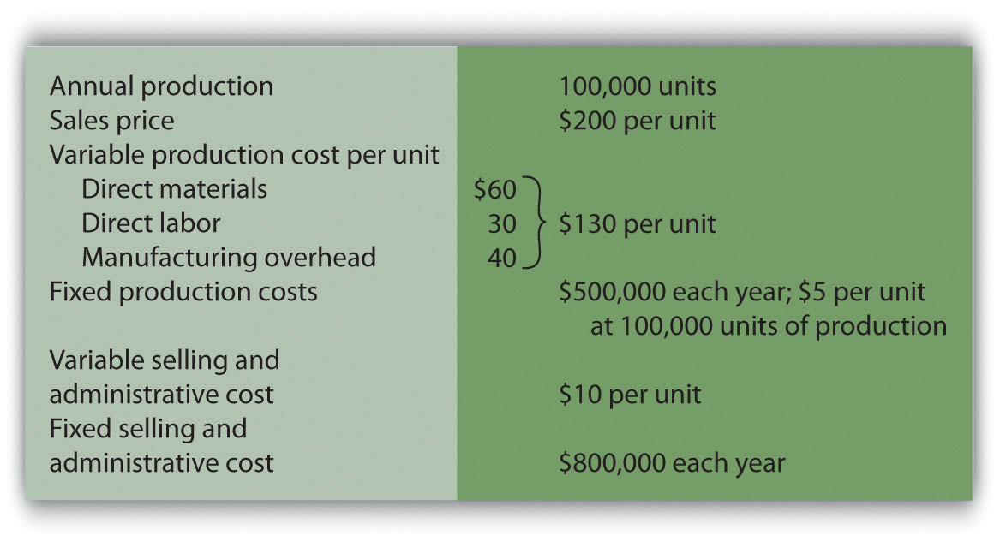 Annual production 100,000 units
Sales price $200 per unit
Variable production cost per unit
Direct materials $60
Direct labor 30 $130 per unit
Manufacturing overhead 40
Fixed production costs $500,000 each year; $5 per unit
at 100,000 units of production
Variable selling and
administrative cost $10 per unit
Fixed selling and
administrative cost $800,000 each year